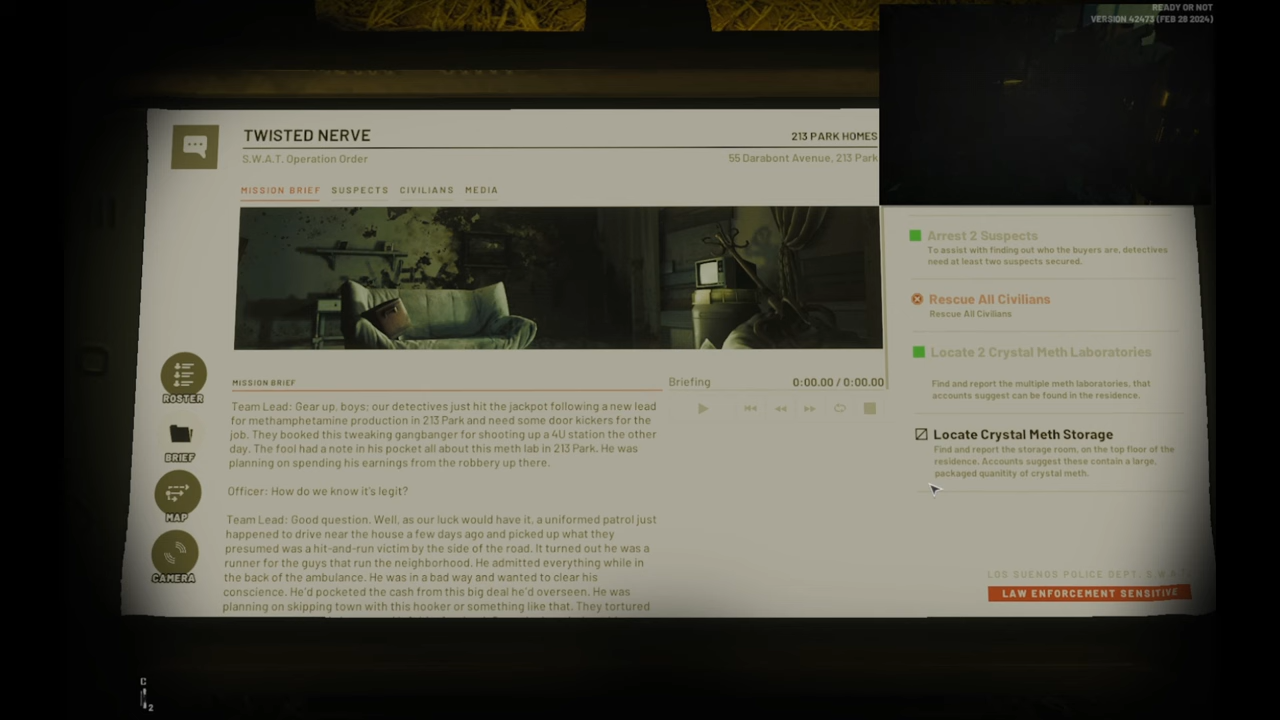 READY OR NOT
VERSION 42473 (FEB 28 2024)
TWISTED NERVE
213 PARK HOMES
S.W.A.T. Operation Order
55 Darabont Avenue, 213 Park
MISSION BRIEF
SUSPECTS
CIVILIANS
MEDIA
Arrest 2 Suspects
To assist with finding out who the buyers are, detectives
need at least two suspects secured.
Rescue All Civilians
Rescue All Civilians
Locate 2 Crystal Meth Laboratories
Find and report the multiple meth laboratories, that
accounts suggest can be found in the residence.
Locate Crystal Meth Storage
Find and report the storage room, on the top floor of the
residence. Accounts suggest these contain a large,
packaged quanitity of crystal meth.
ROSTER
BRIEF
MAP
CAMERA
MISSION BRIEF
Briefing
0:00.00 / 0:00.00
Team Lead: Gear up, boys; our detectives just hit the jackpot following a new lead
for methamphetamine production in 213 Park and need some door kickers for the
job. They booked this tweaking gangbanger for shooting up a 4U station the other
day. The fool had a note in his pocket all about this meth lab in 213 Park. He was
planning on spending his earnings from the robbery up there.
Officer: How do we know it's legit?
Team Lead: Good question. Well, as our luck would have it, a uniformed patrol just
happened to drive near the house a few days ago and picked up what they
presumed was a hit-and-run victim by the side of the road. It turned out he was a
runner for the guys that run the neighborhood. He admitted everything while in
the back of the ambulance. He was in a bad way and wanted to clear his
conscience. He'd pocketed the cash from this big deal he'd overseen. He was
planning on skipping town with this hooker or something like that. They tortured
LOS SUENOS POLICE DEPT. S.W.A.T.
LAW ENFORCEMENT SENSITIVE
2